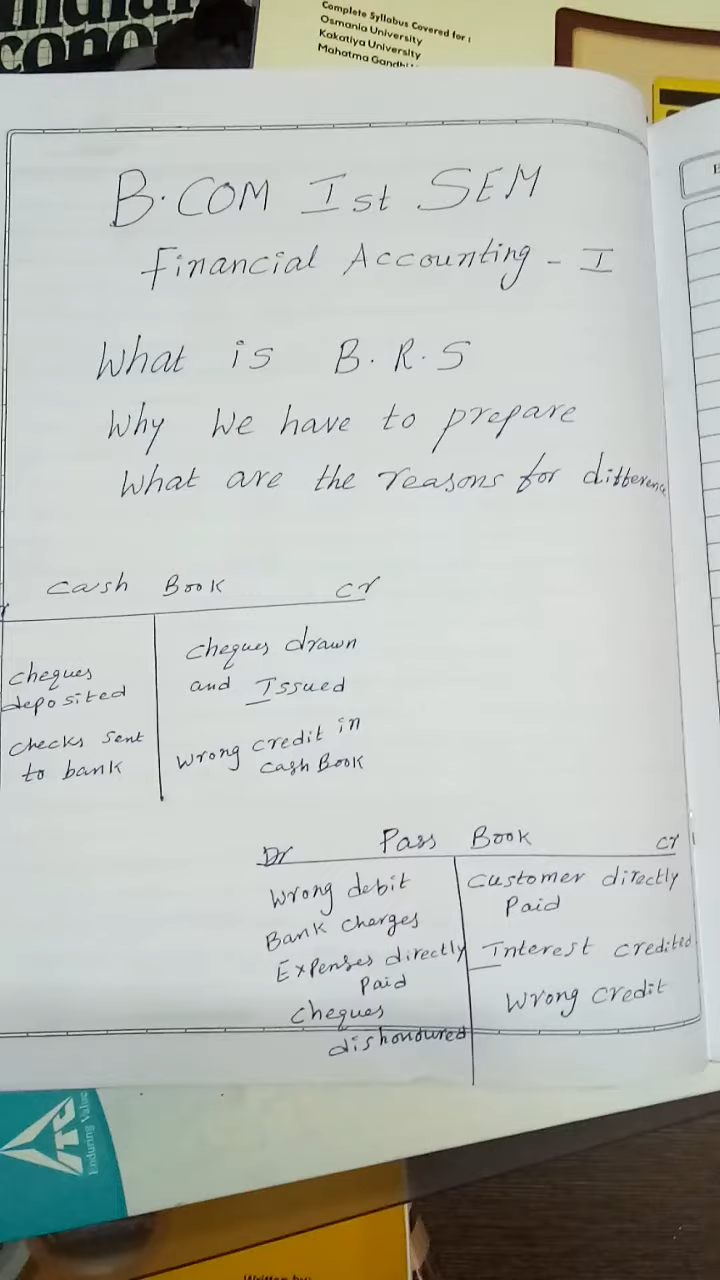 Complete Syllabus Covered for
Osmania University
Kakatiya University
Mahatma Gandhi
B.COM Ist SEM
Financial Accounting - I
What is B.R.S
Why We have to prepare
What are the reasons for difference
Cash Book Cr
Cheques deposited
Checks sent to bank
Cheques drawn and Issued
Wrong credit in Cash Book
Dr Pass Book Cr
Wrong debit
Bank Charges
Expenses directly
Paid
Cheques
dishonoured
Customer directly
Paid
Interest credited
Wrong Credit
ITC
Enduring Value